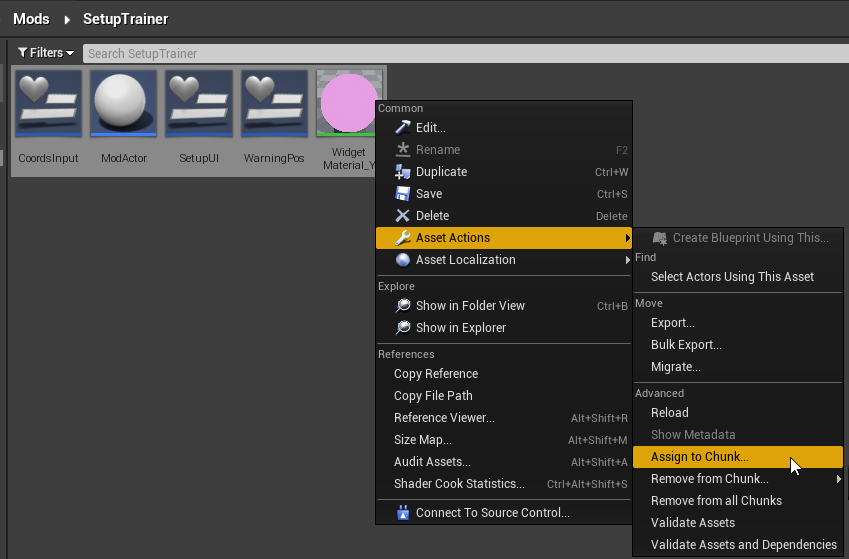 Mods ▸ SetupTrainer
Filters
Search SetupTrainer
CoordsInput
ModActor
SetupUI
WarningPos
Widget
Material_Y
Common
Edit...
Rename F2
Duplicate Ctrl+W
Save Ctrl+S
Delete Delete
Asset Actions
Asset Localization
Explore
Show in Folder View Ctrl+B
Show in Explorer
References
Copy Reference
Copy File Path
Reference Viewer... Alt+Shift+R
Size Map... Alt+Shift+M
Audit Assets... Alt+Shift+A
Shader Cook Statistics... Ctrl+Alt+Shift+S
Connect To Source Control...
Create Blueprint Using This...
Find
Select Actors Using This Asset
Move
Export...
Bulk Export...
Migrate...
Advanced
Reload
Show Metadata
Assign to Chunk...
Remove from Chunk...
Remove from all Chunks
Validate Assets
Validate Assets and Dependencies